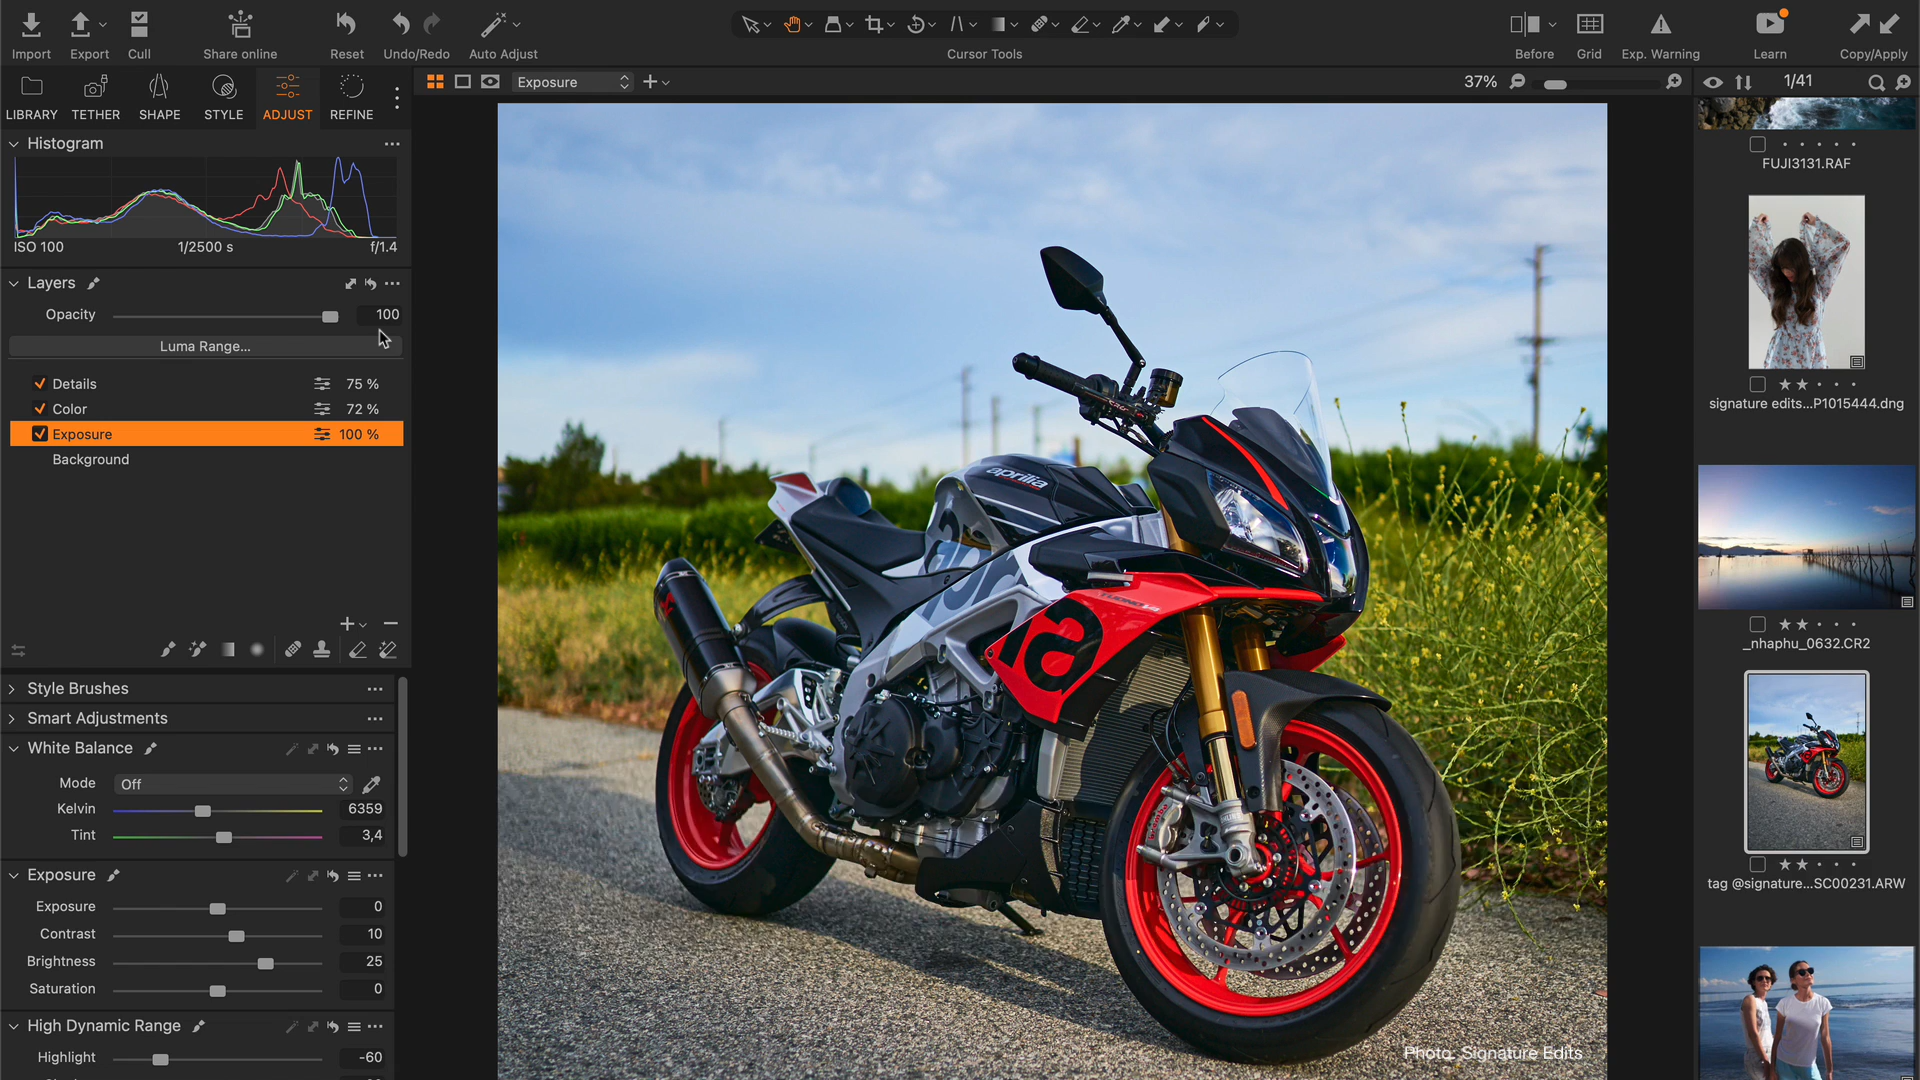 Import
Export
Cull
Share online
Reset
Undo/Redo
Auto Adjust
Cursor Tools
Before
Grid
Exp. Warning
Learn
Copy/Apply
LIBRARY
TETHER
SHAPE
STYLE
ADJUST
REFINE
Exposure
37%
1/41
Histogram
ISO 100
1/2500 s
f/1.4
Layers
Opacity 100
Luma Range...
Details 75 %
Color 72 %
Exposure 100 %
Background
Style Brushes
Smart Adjustments
White Balance
Mode Off
Kelvin 6359
Tint 3,4
Exposure
Exposure 0
Contrast 10
Brightness 25
Saturation 0
High Dynamic Range
Highlight -60
aprilia
a
Photo: Signature Edits
FUJI3131.RAF
signature edits...P1015444.dng
_nhaphu_0632.CR2
tag @signature...SC00231.ARW